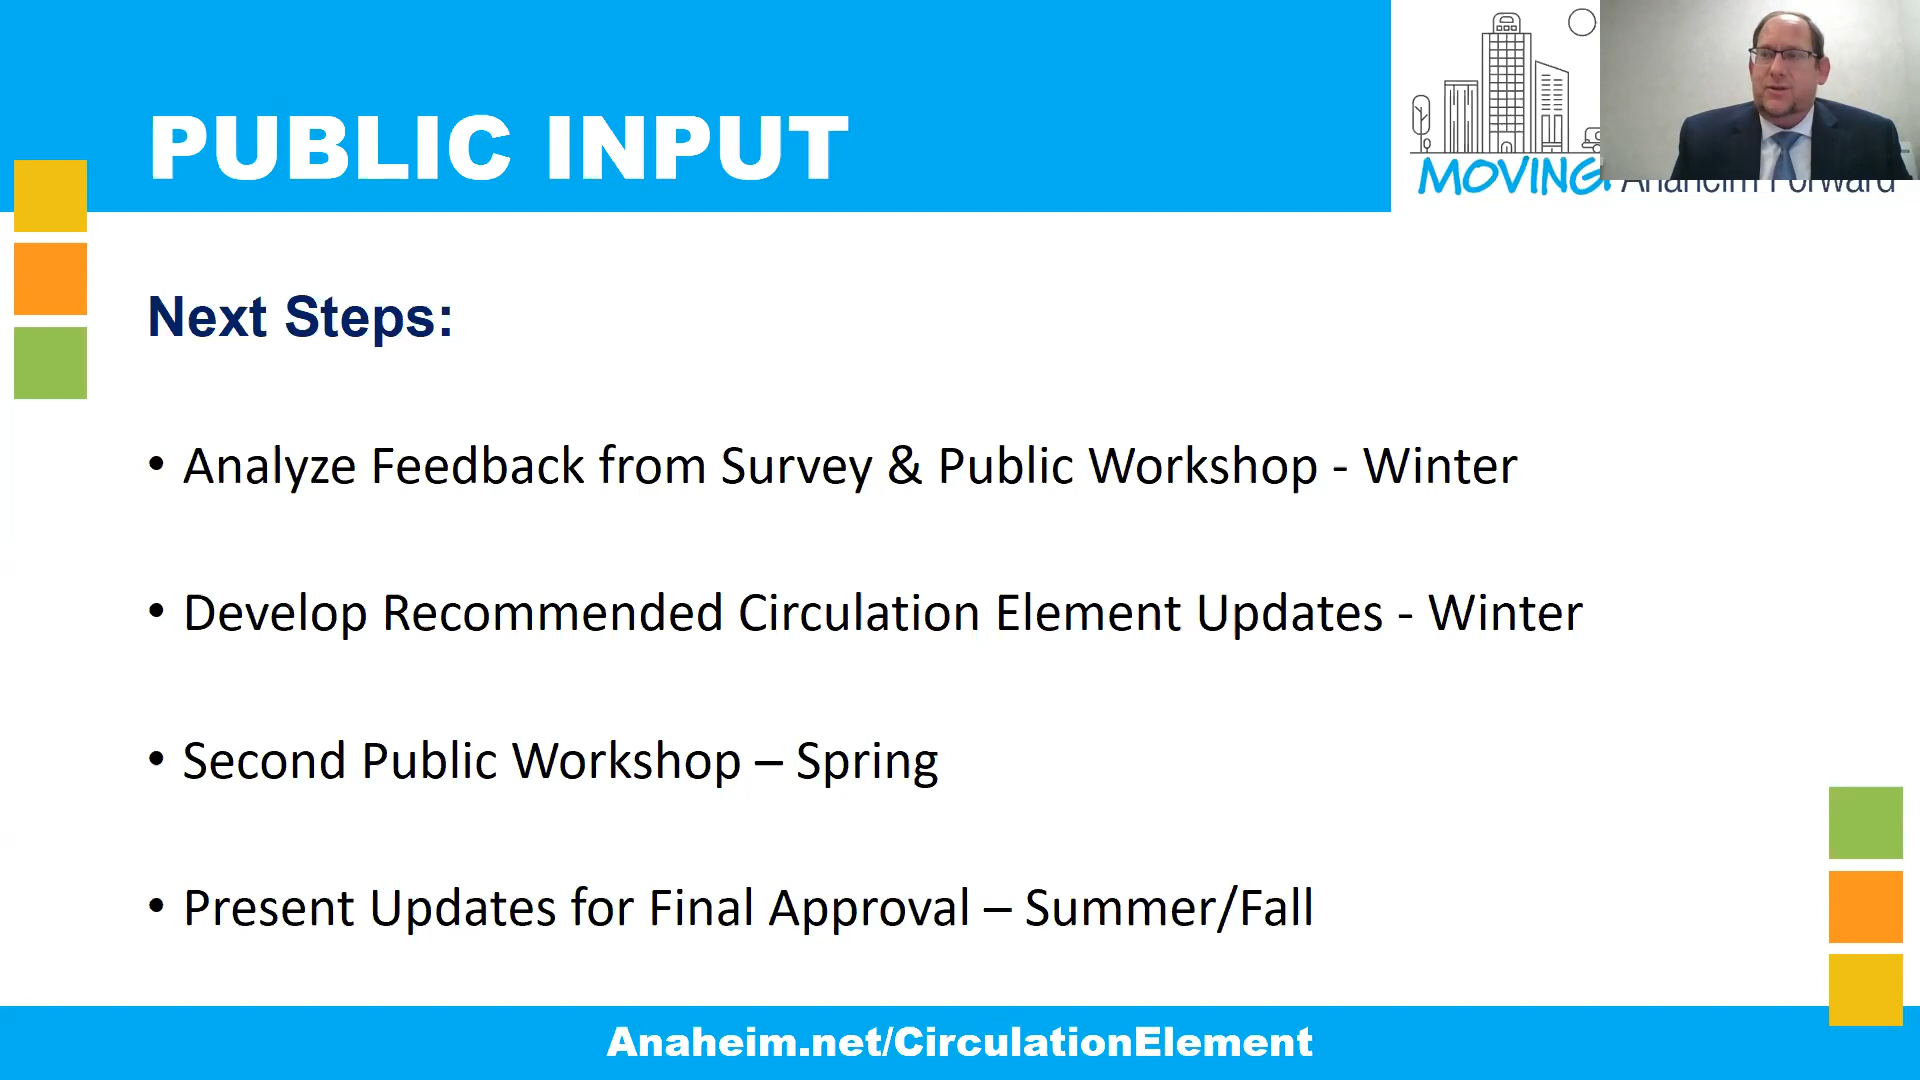 PUBLIC INPUT
MOVING
Anaheim Forward
Next Steps:
• Analyze Feedback from Survey & Public Workshop - Winter
• Develop Recommended Circulation Element Updates - Winter
• Second Public Workshop – Spring
• Present Updates for Final Approval – Summer/Fall
Anaheim.net/CirculationElement